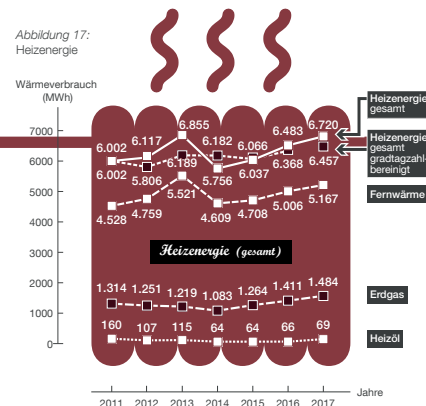 Abbildung 17:
Heizenergie
Wärmeverbrauch
(MWh)
7000
6000
5000
4000
3000
2000
1000
0
6.002 6.117 6.855 6.182 6.066 6.483 6.720
6.002 5.806 6.189 5.756 6.037 6.368 6.457
4.528 4.759 5.521 4.609 4.708 5.006 5.167
Heizenergie (gesamt)
1.314 1.251 1.219 1.083 1.264 1.411 1.484
160 107 115 64 64 66 69
Heizenergie
gesamt
Heizenergie
gesamt
gradtagzahl-
bereinigt
Fernwärme
Erdgas
Heizöl
Jahre
2011 2012 2013 2014 2015 2016 2017